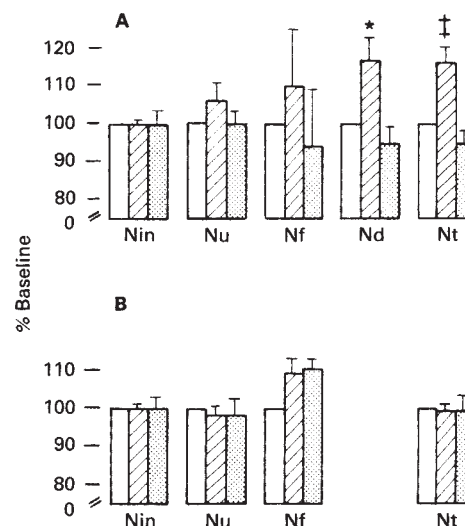 A
* ‡
120 —
110 —
100 —
90 —
80 —
0
Nin Nu Nf Nd Nt
% Baseline
B
110 —
100 —
90 —
80 —
0
Nin Nu Nf Nt